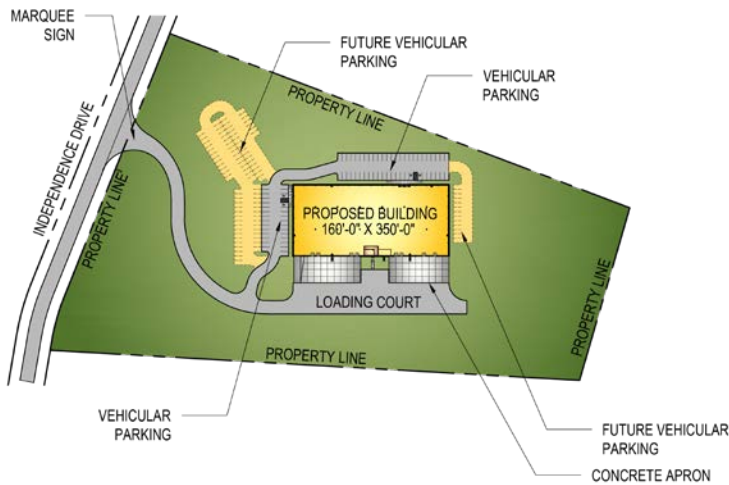 MARQUEE
SIGN
FUTURE VEHICULAR
PARKING
VEHICULAR
PARKING
PROPERTY LINE
INDEPENDENCE DRIVE
PROPERTY LINE
PROPOSED BUILDING
160'-0" X 350'-0"
LOADING COURT
PROPERTY LINE
PROPERTY LINE
VEHICULAR
PARKING
FUTURE VEHICULAR
PARKING
CONCRETE APRON